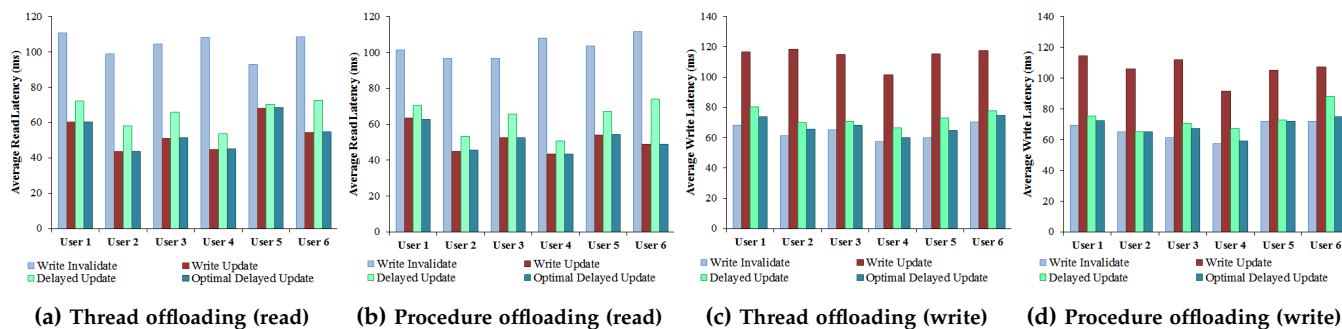 Average Read Latency (ms)
120
100
80
60
40
20
0
User 1 User 2 User 3 User 4 User 5 User 6
Write Invalidate Write Update
Delayed Update Optimal Delayed Update
(a) Thread offloading (read)
Average Read Latency (ms)
120
100
80
60
40
20
0
User 1 User 2 User 3 User 4 User 5 User 6
Write Invalidate Write Update
Delayed Update Optimal Delayed Update
(b) Procedure offloading (read)
Average Write Latency (ms)
140
120
100
80
60
40
20
0
User 1 User 2 User 3 User 4 User 5 User 6
Write Invalidate Write Update
Delayed Update Optimal Delayed Update
(c) Thread offloading (write)
Average Write Latency (ms)
140
120
100
80
60
40
20
0
User 1 User 2 User 3 User 4 User 5 User 6
Write Invalidate Write Update
Delayed Update Optimal Delayed Update
(d) Procedure offloading (write)